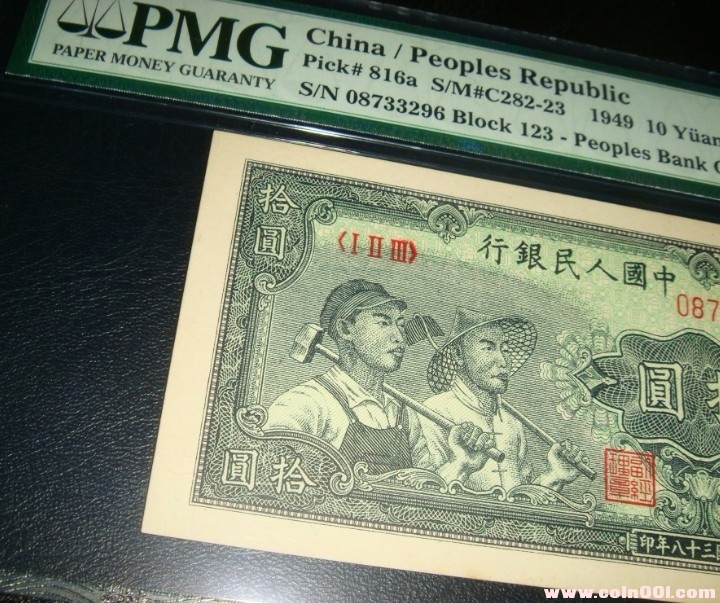 PMG
PAPER MONEY GUARANTY
China / Peoples Republic
Pick# 816a S/M#C282-23 1949 10 Yüan
S/N 08733296 Block 123 - Peoples Bank
拾圓
〈I II III〉
行銀民人國中
087
圓
圓拾
三十八年印
www.coin001.com